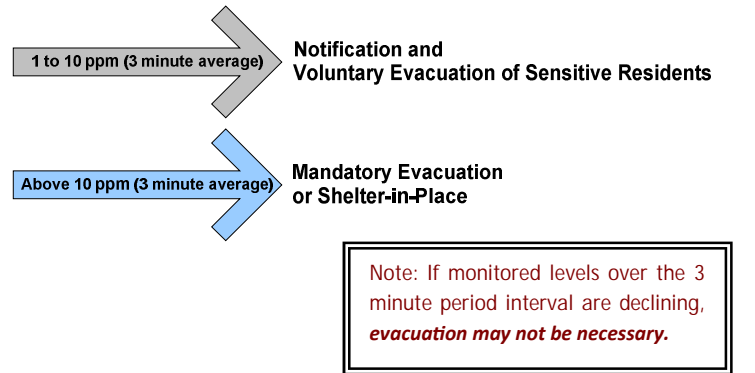 1 to 10 ppm (3 minute average)
Notification and
Voluntary Evacuation of Sensitive Residents
Above 10 ppm (3 minute average)
Mandatory Evacuation
or Shelter-in-Place
Note: If monitored levels over the 3
minute period interval are declining,
evacuation may not be necessary.